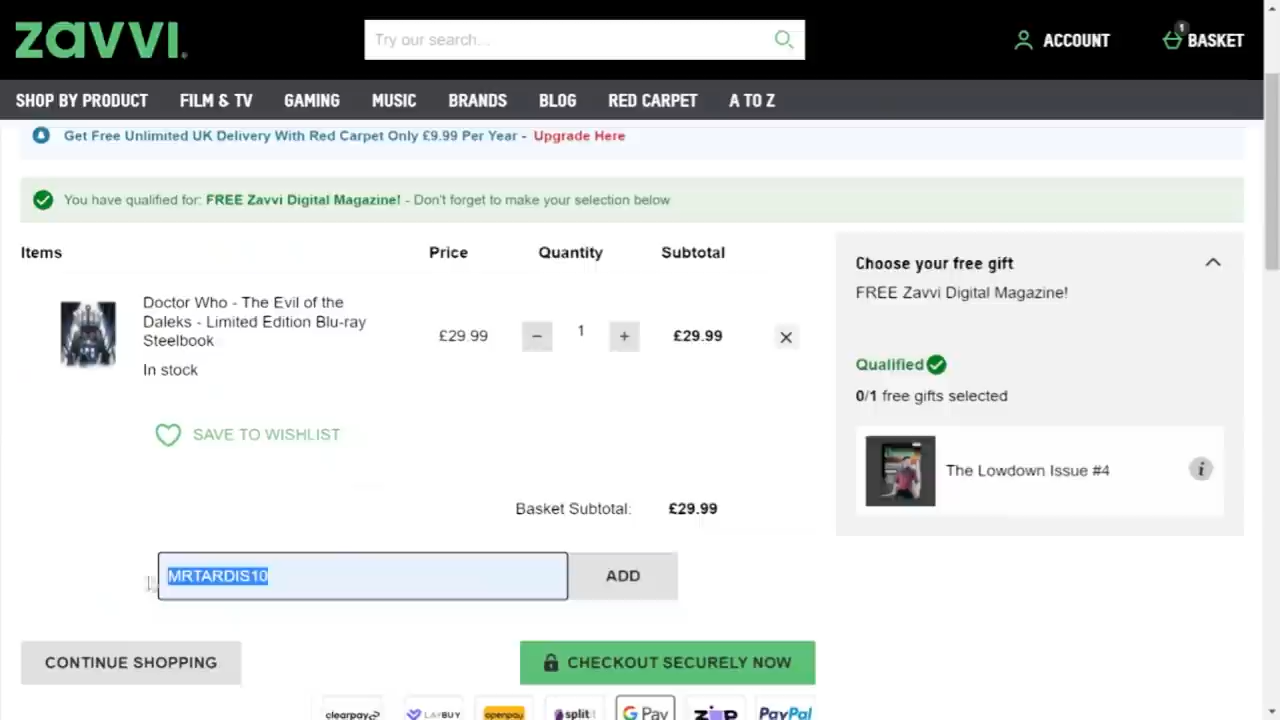 zavvi
Try our search...
ACCOUNT
1
BASKET
SHOP BY PRODUCT
FILM & TV
GAMING
MUSIC
BRANDS
BLOG
RED CARPET
A TO Z
Get Free Unlimited UK Delivery With Red Carpet Only £9.99 Per Year - Upgrade Here
You have qualified for: FREE Zavvi Digital Magazine! - Don't forget to make your selection below
Items
Price
Quantity
Subtotal
Doctor Who - The Evil of the
Daleks - Limited Edition Blu-ray
Steelbook
In stock
£29.99
−
1
+
£29.99
SAVE TO WISHLIST
Basket Subtotal:
£29.99
MRTARDIS10
ADD
CONTINUE SHOPPING
CHECKOUT SECURELY NOW
clearpay
LAYBUY
openpay
split
G Pay
ZIP
PayPal
Choose your free gift
FREE Zavvi Digital Magazine!
Qualified
0/1 free gifts selected
The Lowdown Issue #4
i